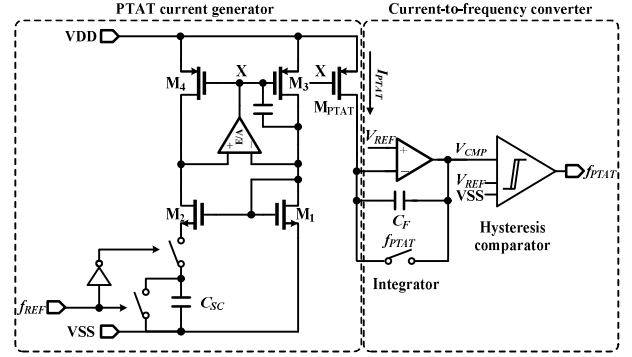 PTAT current generator
Current-to-frequency converter
VDD
M4
X
M3
X
MPTAT
IPTAT
E/A
+
−
VREF
+
−
VCMP
VREF
VSS
fPTAT
Hysteresis
comparator
M2
M1
CF
fPTAT
Integrator
fREF
CSC
VSS